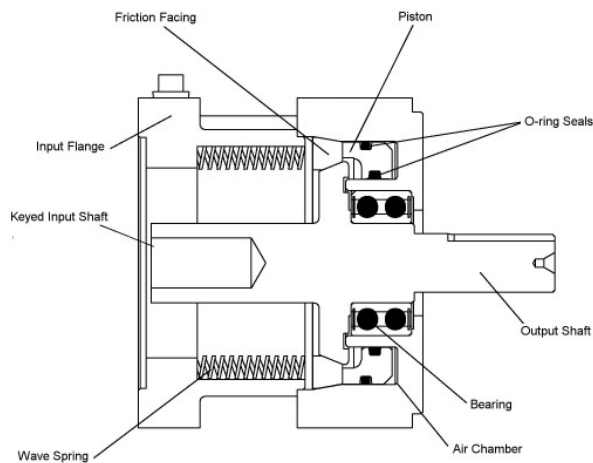 Friction Facing
Piston
O-ring Seals
Input Flange
Keyed Input Shaft
Output Shaft
Bearing
Air Chamber
Wave Spring